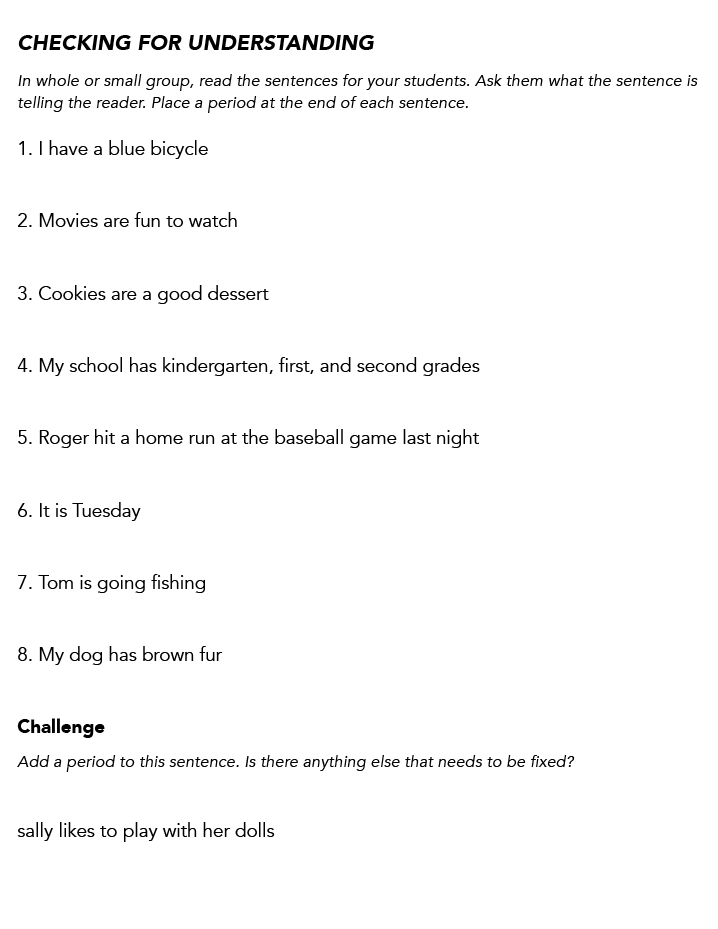 CHECKING FOR UNDERSTANDING
In whole or small group, read the sentences for your students. Ask them what the sentence is
telling the reader. Place a period at the end of each sentence.
1. I have a blue bicycle
2. Movies are fun to watch
3. Cookies are a good dessert
4. My school has kindergarten, first, and second grades
5. Roger hit a home run at the baseball game last night
6. It is Tuesday
7. Tom is going fishing
8. My dog has brown fur
Challenge
Add a period to this sentence. Is there anything else that needs to be fixed?
sally likes to play with her dolls